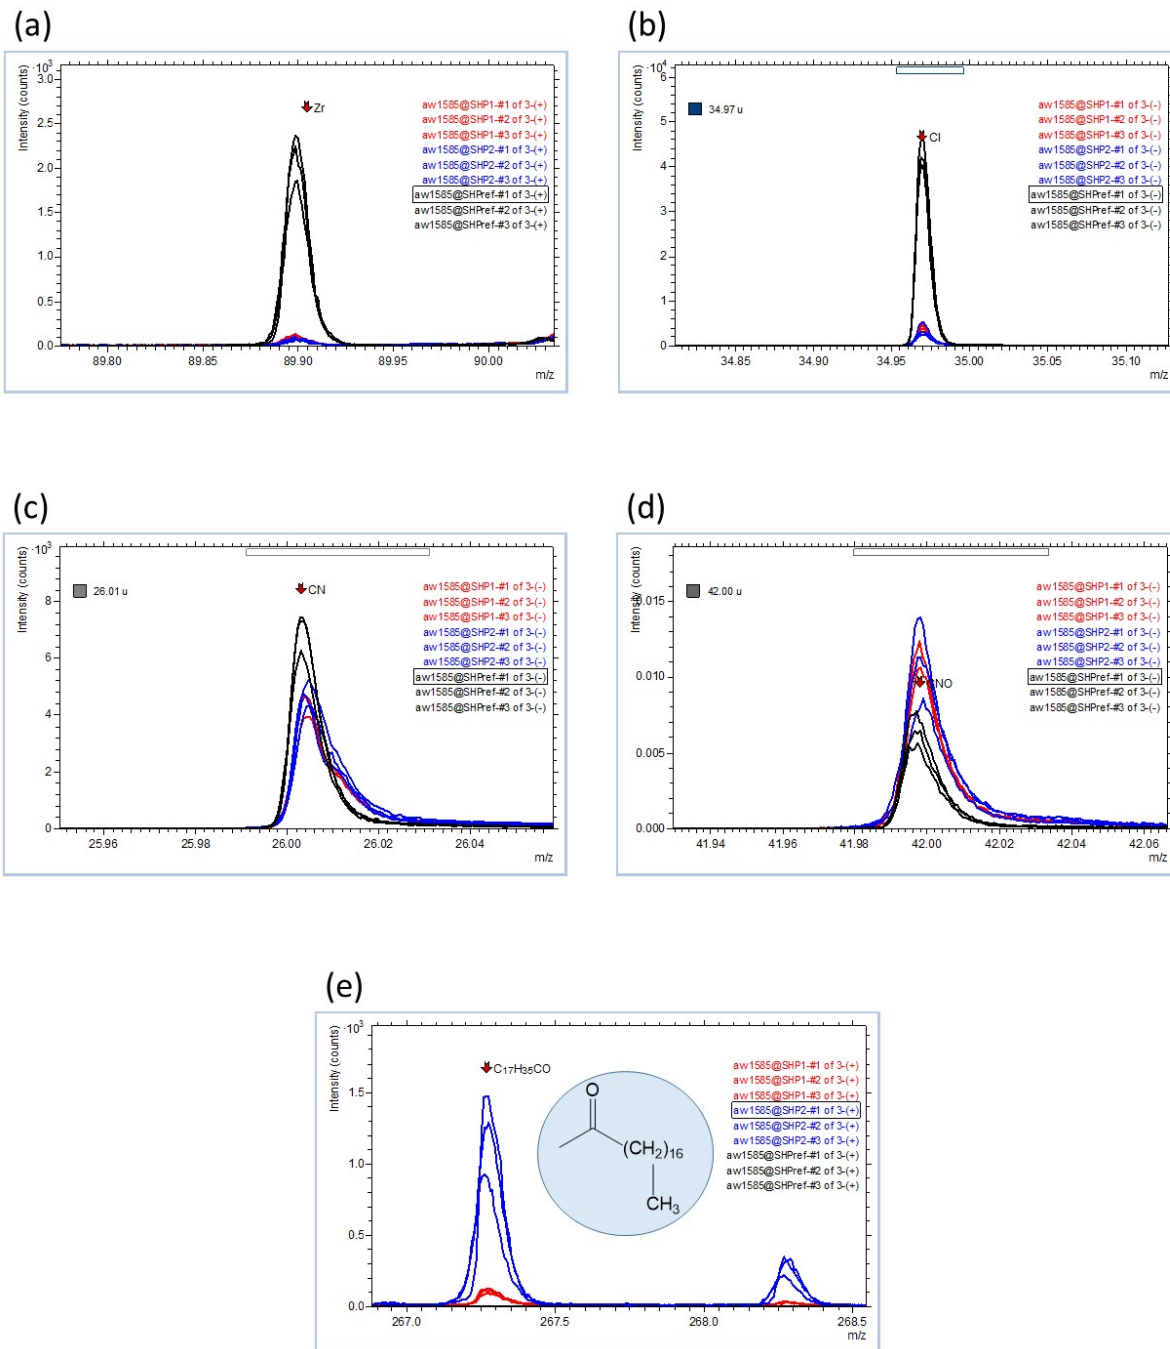 (a)
Intensity (counts)
·10³
3.0
2.5
2.0
1.5
1.0
0.5
0.0
Zr
aw1585@SHP1-#1 of 3-(+)
aw1585@SHP1-#2 of 3-(+)
aw1585@SHP1-#3 of 3-(+)
aw1585@SHP2-#1 of 3-(+)
aw1585@SHP2-#2 of 3-(+)
aw1585@SHP2-#3 of 3-(+)
aw1585@SHPref-#1 of 3-(+)
aw1585@SHPref-#2 of 3-(+)
aw1585@SHPref-#3 of 3-(+)
89.80 89.85 89.90 89.95 90.00
m/z
(b)
Intensity (counts)
·10⁴
5
4
3
2
1
0
34.97 u
Cl
aw1585@SHP1-#1 of 3-(-)
aw1585@SHP1-#2 of 3-(-)
aw1585@SHP1-#3 of 3-(-)
aw1585@SHP2-#1 of 3-(-)
aw1585@SHP2-#2 of 3-(-)
aw1585@SHP2-#3 of 3-(-)
aw1585@SHPref-#1 of 3-(-)
aw1585@SHPref-#2 of 3-(-)
aw1585@SHPref-#3 of 3-(-)
34.85 34.90 34.95 35.00 35.05 35.10
m/z
(c)
Intensity (counts)
·10³
8
6
4
2
0
26.01 u
CN
aw1585@SHP1-#1 of 3-(-)
aw1585@SHP1-#2 of 3-(-)
aw1585@SHP1-#3 of 3-(-)
aw1585@SHP2-#1 of 3-(-)
aw1585@SHP2-#2 of 3-(-)
aw1585@SHP2-#3 of 3-(-)
aw1585@SHPref-#1 of 3-(-)
aw1585@SHPref-#2 of 3-(-)
aw1585@SHPref-#3 of 3-(-)
25.96 25.98 26.00 26.02 26.04
m/z
(d)
Intensity (counts)
0.015
0.010
0.005
0.000
42.00 u
CNO
aw1585@SHP1-#1 of 3-(-)
aw1585@SHP1-#2 of 3-(-)
aw1585@SHP1-#3 of 3-(-)
aw1585@SHP2-#1 of 3-(-)
aw1585@SHP2-#2 of 3-(-)
aw1585@SHP2-#3 of 3-(-)
aw1585@SHPref-#1 of 3-(-)
aw1585@SHPref-#2 of 3-(-)
aw1585@SHPref-#3 of 3-(-)
41.94 41.96 41.98 42.00 42.02 42.04 42.06
m/z
(e)
Intensity (counts)
·10³
1.5
1.0
0.5
0.0
C₁₇H₃₅CO
O
(CH₂)₁₆
CH₃
aw1585@SHP1-#1 of 3-(+)
aw1585@SHP1-#2 of 3-(+)
aw1585@SHP1-#3 of 3-(+)
aw1585@SHP2-#1 of 3-(+)
aw1585@SHP2-#2 of 3-(+)
aw1585@SHP2-#3 of 3-(+)
aw1585@SHPref-#1 of 3-(+)
aw1585@SHPref-#2 of 3-(+)
aw1585@SHPref-#3 of 3-(+)
267.0 267.5 268.0 268.5
m/z